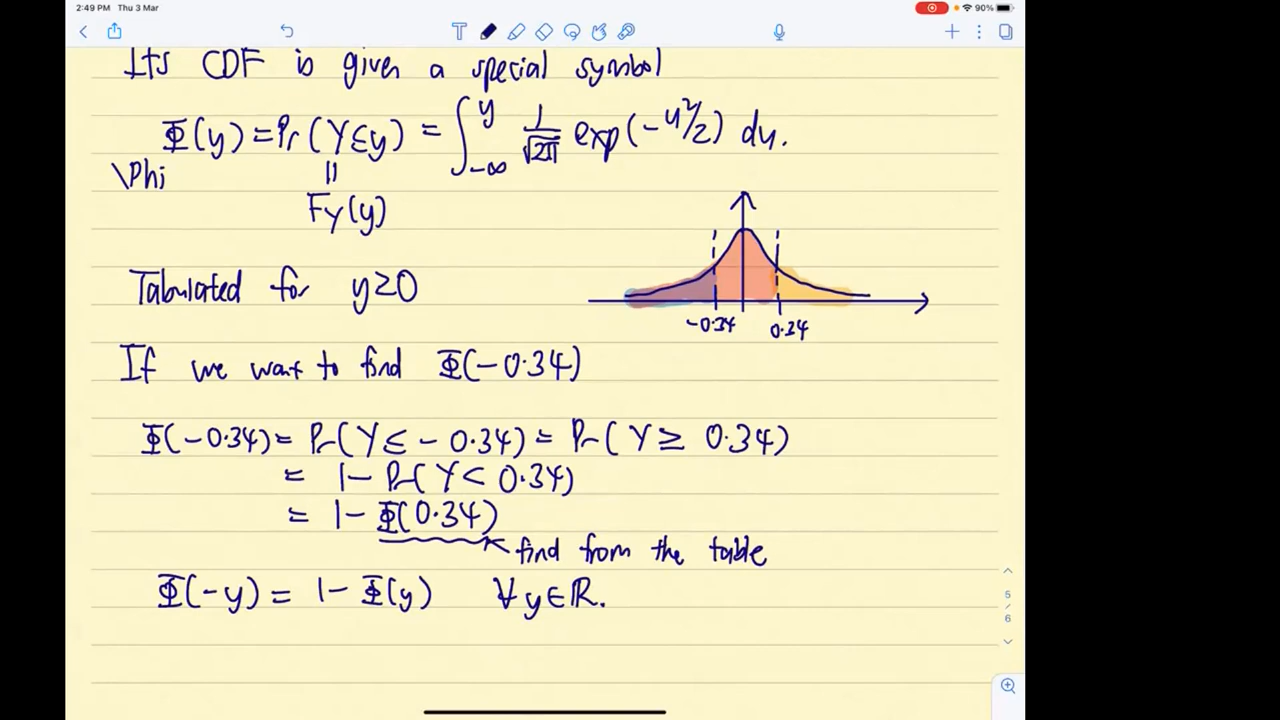 2:49 PM Thu 3 Mar
90%
Its CDF is given a special symbol
Φ(y) = Pr(Y≤y) = ∫_{-∞}^{y} 1/√2π exp(-u²/2) du.
\Phi
||
F_Y(y)
Tabulated for y≥0
-0.34 0.34
If we want to find Φ(-0.34)
Φ(-0.34) = Pr(Y ≤ -0.34) = Pr(Y ≥ 0.34)
= 1- Pr(Y < 0.34)
= 1- Φ(0.34)
find from the table
Φ(-y) = 1- Φ(y) ∀y∈ℝ.
5
/
6